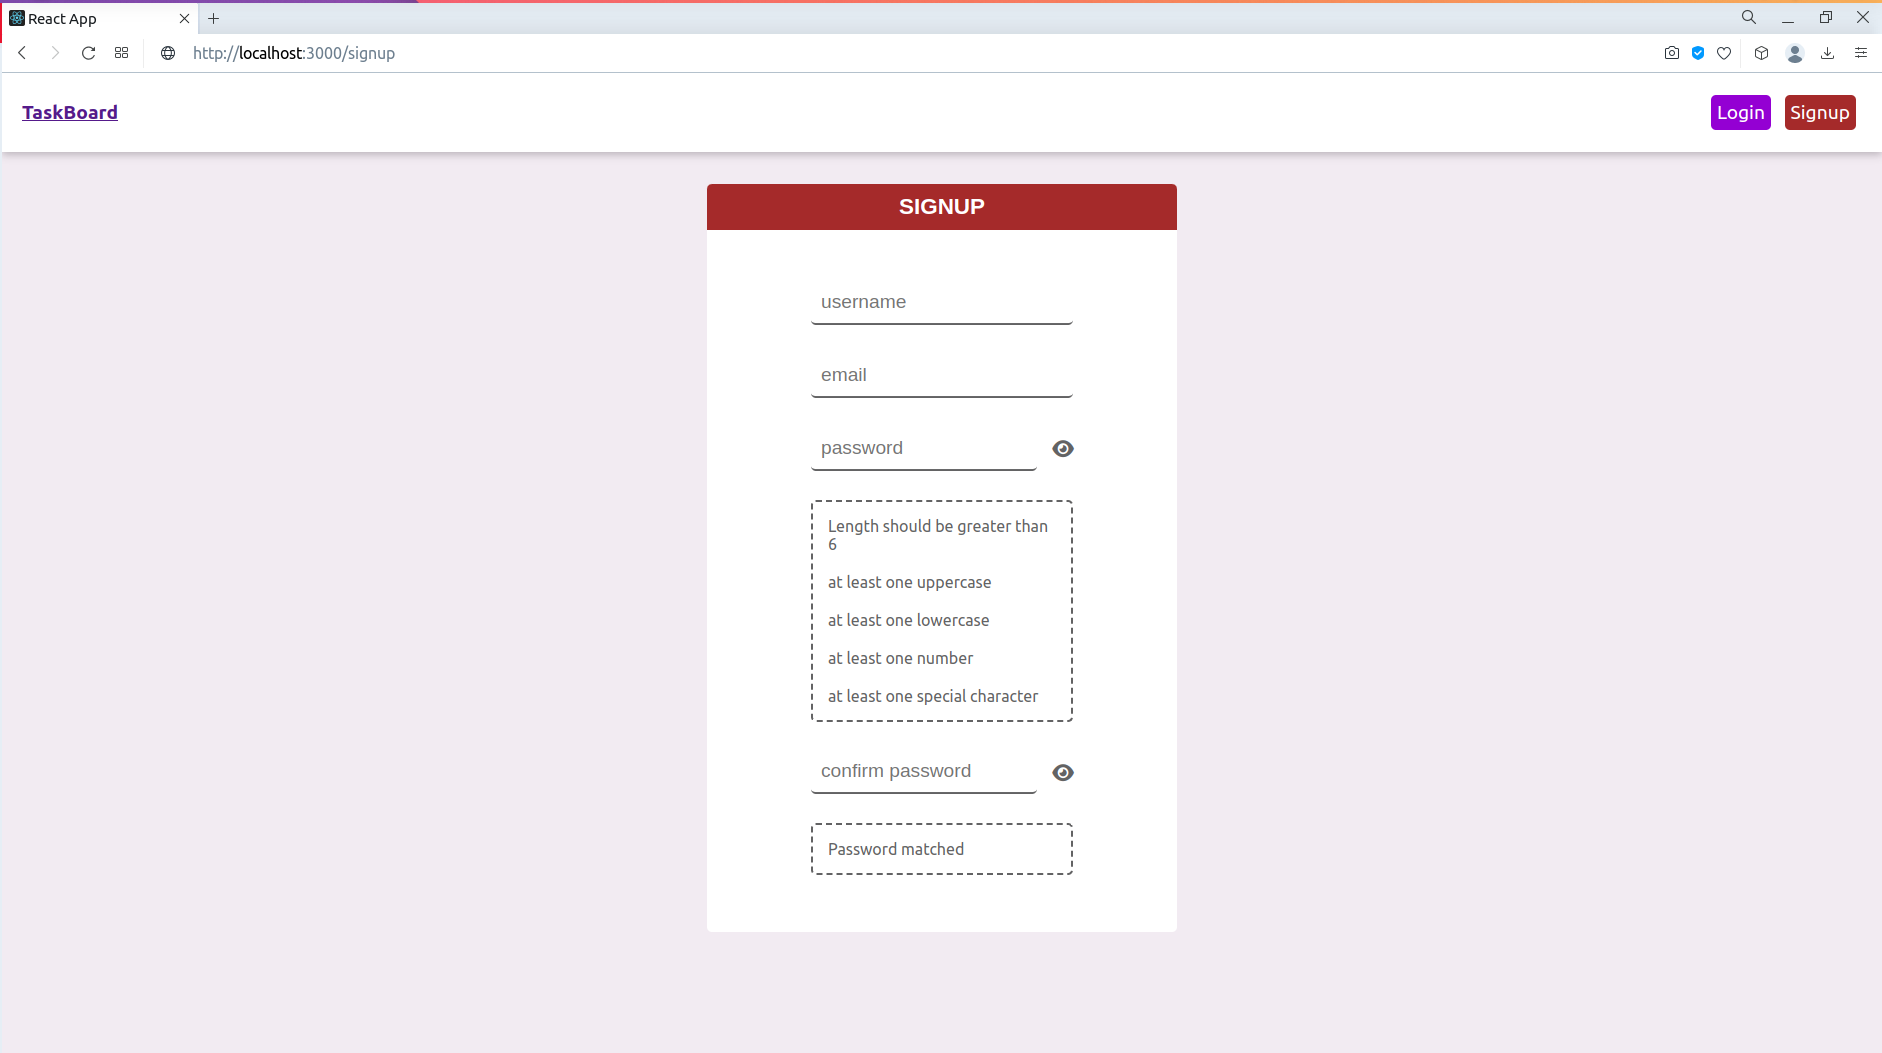 React App
http://localhost:3000/signup
TaskBoard
Login
Signup
SIGNUP
username
email
password
Length should be greater than
6
at least one uppercase
at least one lowercase
at least one number
at least one special character
confirm password
Password matched